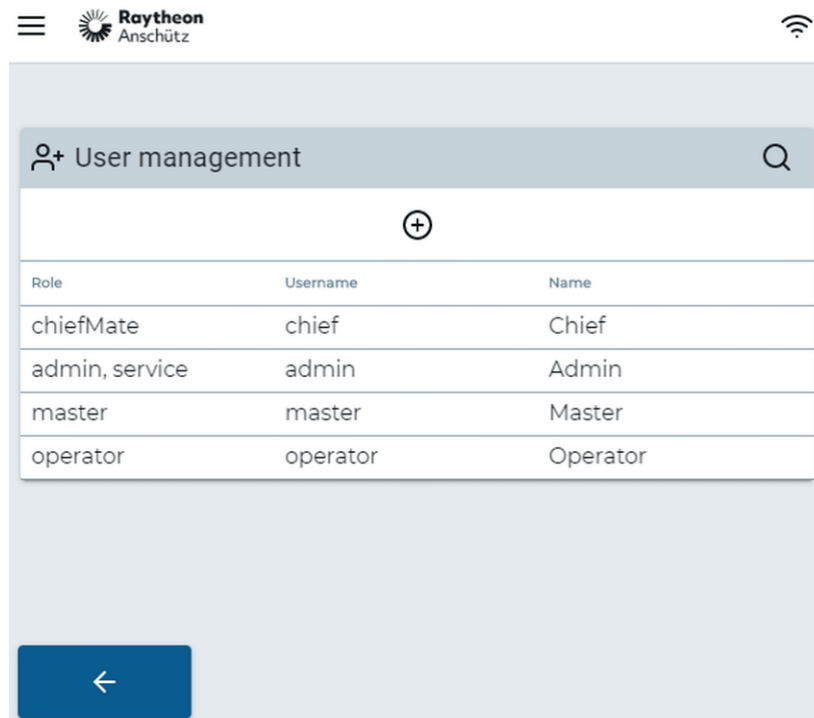 Raytheon
Anschütz
User management
Role Username Name
chiefMate chief Chief
admin, service admin Admin
master master Master
operator operator Operator